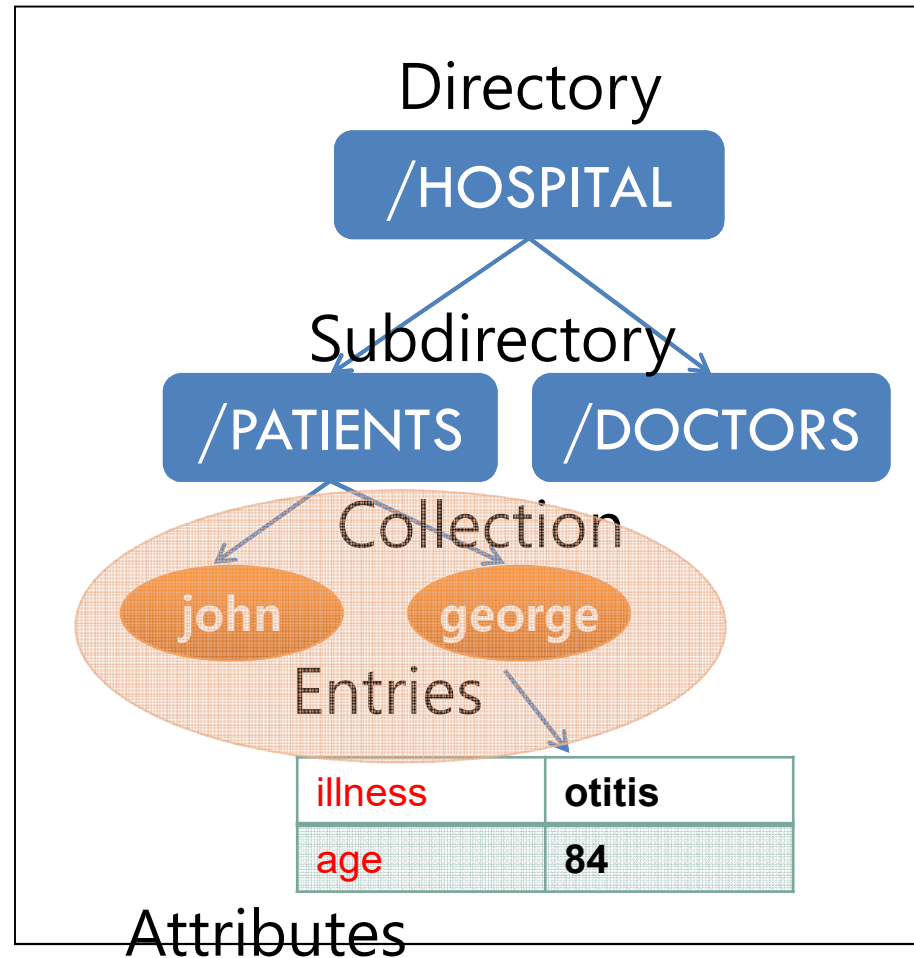 Directory
/HOSPITAL
Subdirectory
/PATIENTS /DOCTORS
Collection
john george
Entries
illness otitis
age 84
Attributes